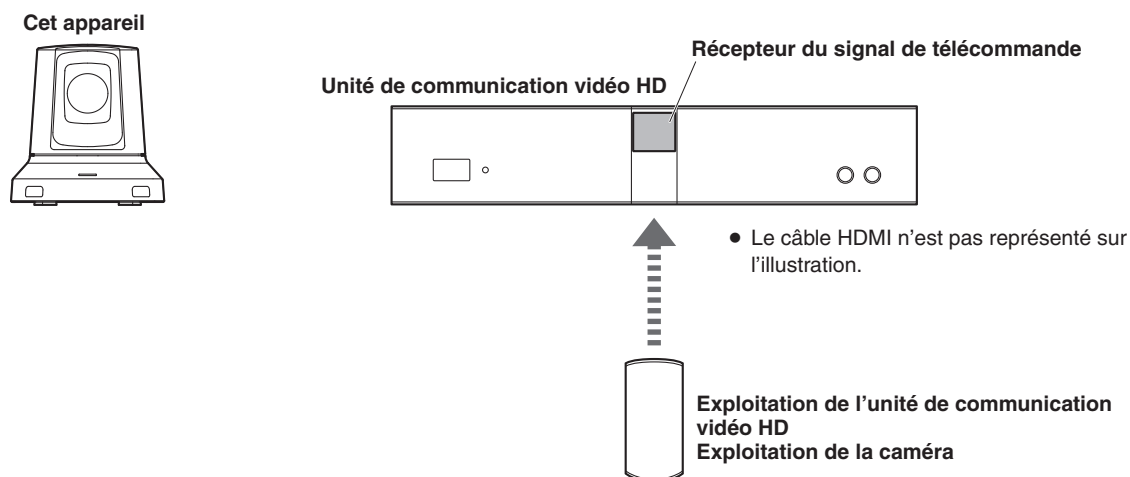 Cet appareil
Récepteur du signal de télécommande
Unité de communication vidéo HD
● Le câble HDMI n’est pas représenté sur
l’illustration.
Exploitation de l’unité de communication
vidéo HD
Exploitation de la caméra